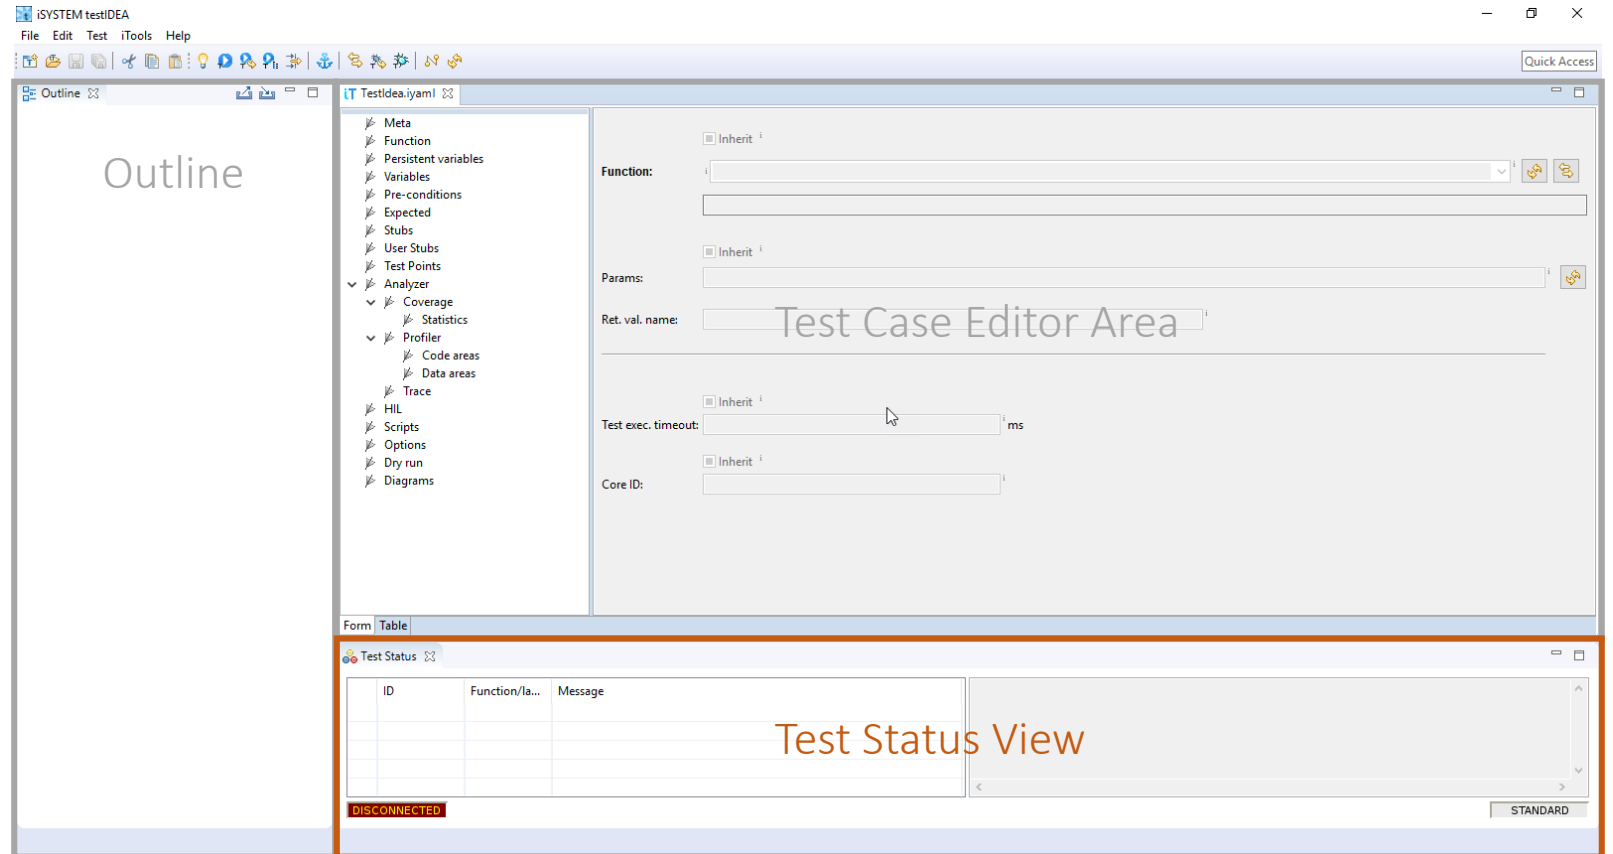 iSYSTEM testIDEA
File Edit Test iTools Help
Quick Access
Outline
iT TestIdea.iyaml
Outline
Meta
Function
Persistent variables
Variables
Pre-conditions
Expected
Stubs
User Stubs
Test Points
Analyzer
Coverage
Statistics
Profiler
Code areas
Data areas
Trace
HIL
Scripts
Options
Dry run
Diagrams
Inherit i
Function: i i
Inherit i
Params: i
Ret. val. name: i
Test Case Editor Area
Inherit i
Test exec. timeout: i ms
Inherit i
Core ID: i
Form Table
Test Status
ID Function/la... Message
Test Status View
DISCONNECTED
STANDARD